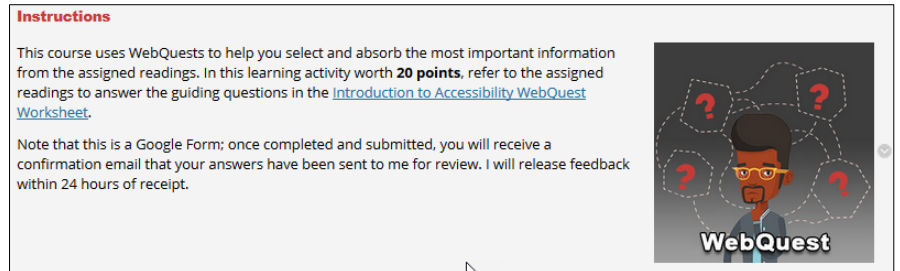 Instructions
This course uses WebQuests to help you select and absorb the most important information
from the assigned readings. In this learning activity worth 20 points, refer to the assigned
readings to answer the guiding questions in the Introduction to Accessibility WebQuest
Worksheet.
Note that this is a Google Form; once completed and submitted, you will receive a
confirmation email that your answers have been sent to me for review. I will release feedback
within 24 hours of receipt.
?
?
?
?
WebQuest